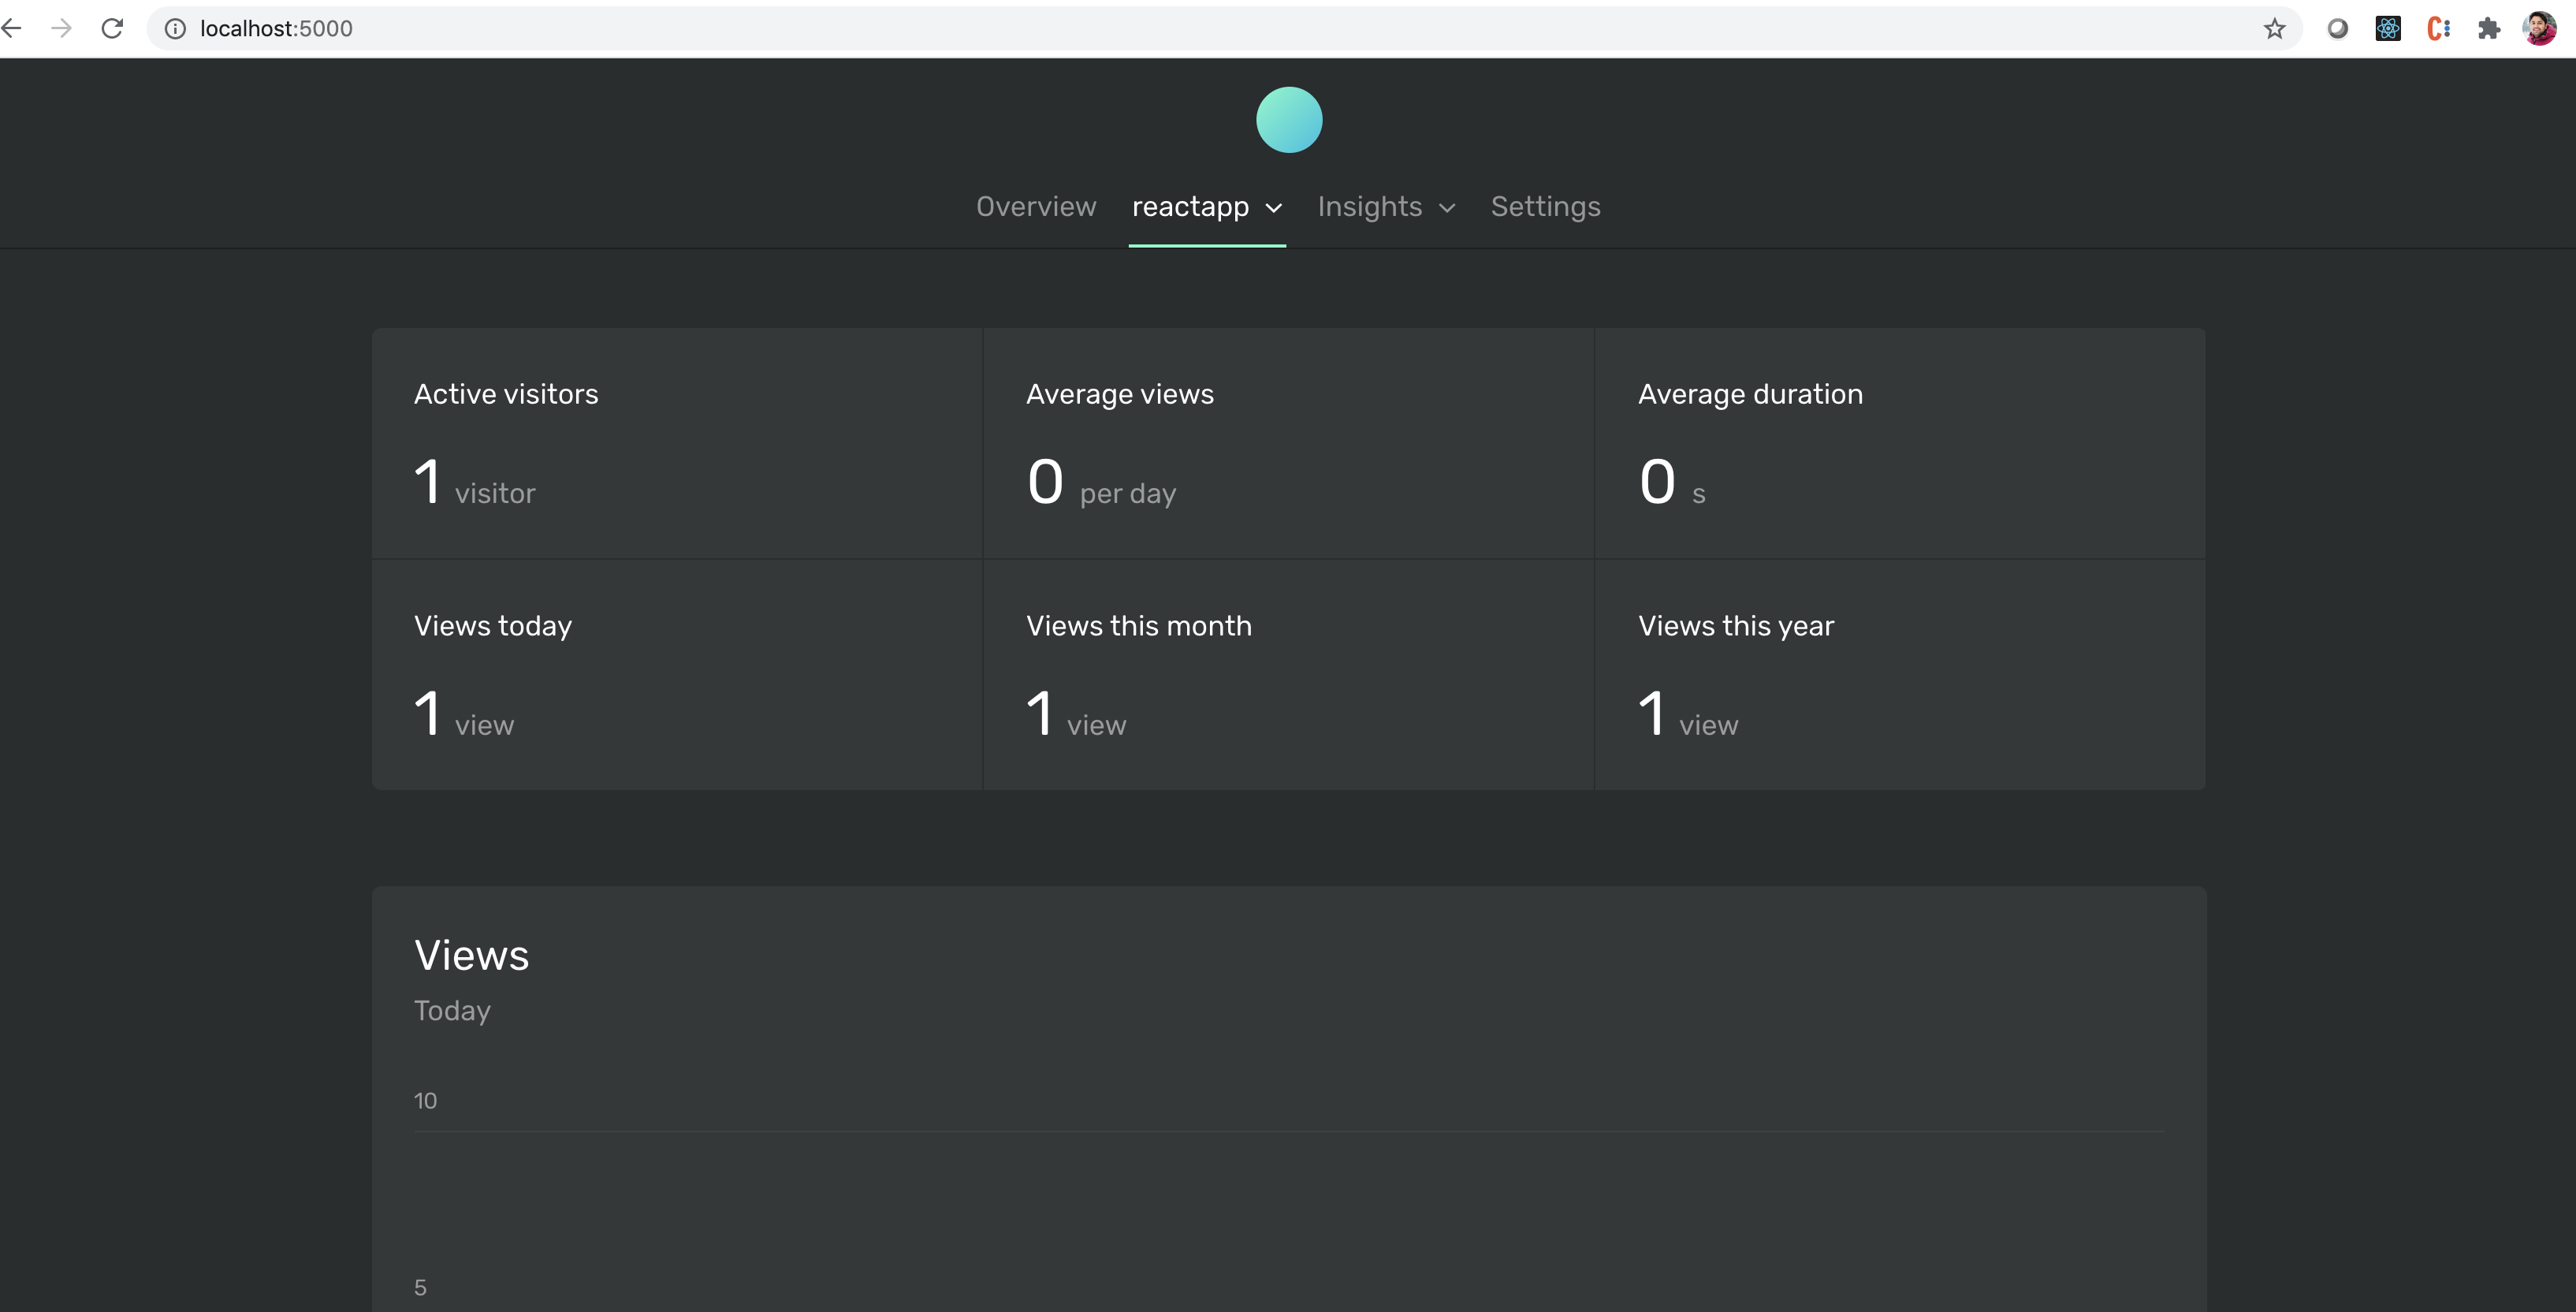 localhost:5000
Overview reactapp Insights Settings
Active visitors Average views Average duration
1 visitor 0 per day 0 s
Views today Views this month Views this year
1 view 1 view 1 view
Views
Today
10
5